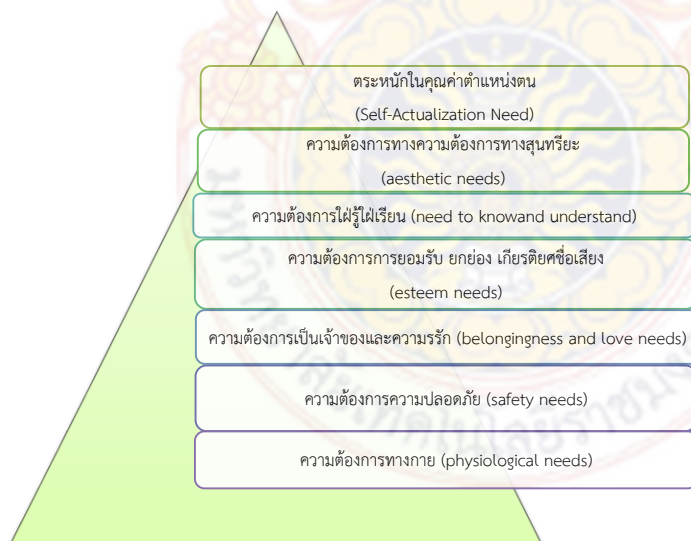 ตระหนักในคุณค่าตำแหน่งตน
(Self-Actualization Need)
ความต้องการทางความต้องการทางสุนทรียะ
(aesthetic needs)
ความต้องการใฝ่รู้ใฝ่เรียน (need to knowand understand)
ความต้องการการยอมรับ ยกย่อง เกียรติยศชื่อเสียง
(esteem needs)
ความต้องการเป็นเจ้าของและความรรัก (belongingness and love needs)
ความต้องการความปลอดภัย (safety needs)
ความต้องการทางกาย (physiological needs)